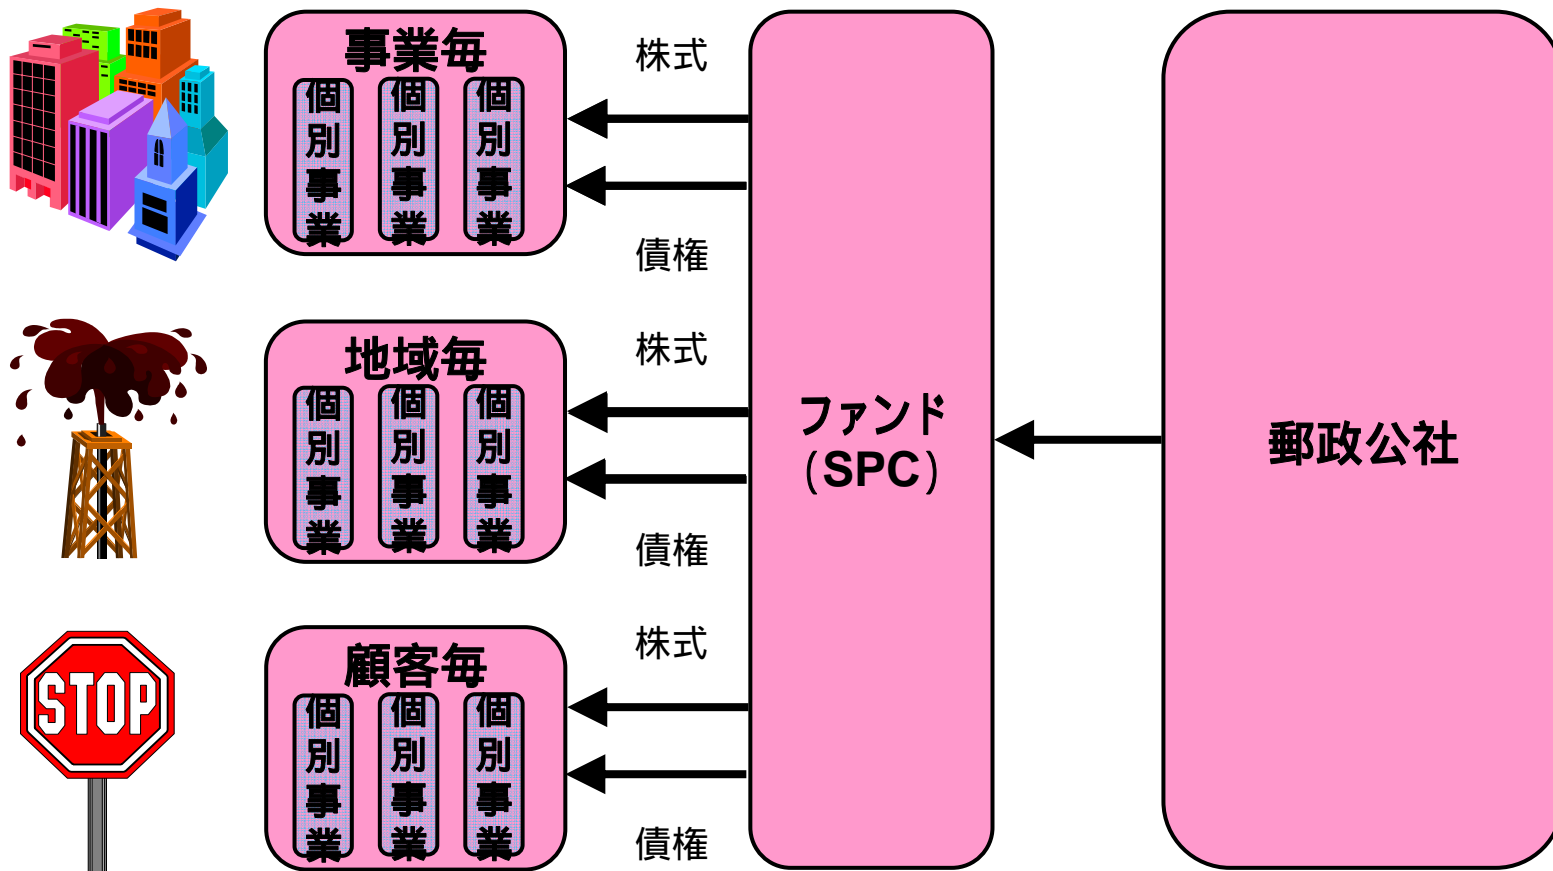 事業毎
個別事業
個別事業
個別事業
株式
債権
地域毎
個別事業
個別事業
個別事業
株式
債権
STOP
顧客毎
個別事業
個別事業
個別事業
株式
債権
ファンド
(SPC)
郵政公社